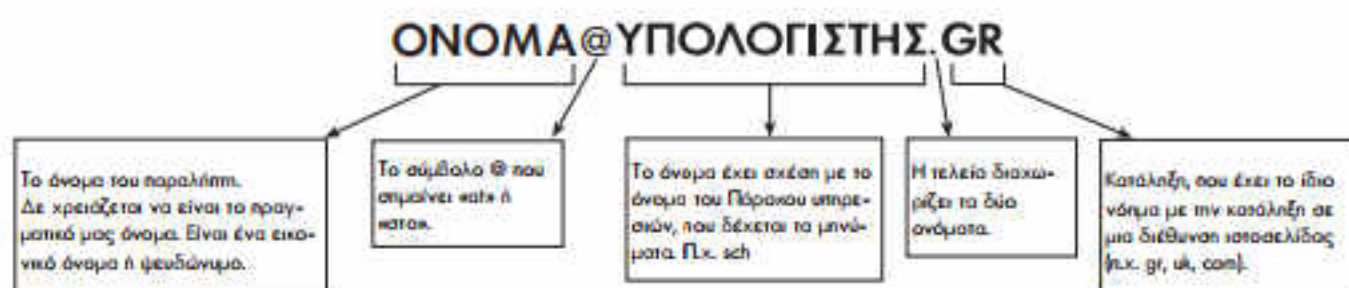 ΟΝΟΜΑ@ΥΠΟΛΟΓΙΣΤΗΣ.GR
Το όνομα του παραλήπτη.
Δε χρειάζεται να είναι το πραγ-
ματικό μας όνομα. Είναι ένα εικο-
νικό όνομα ή ψευδώνυμο.
Το σύμβολο @ που
σημαίνει «at» ή
«στο».
Το όνομα έχει σχέση με το
όνομα του Πάροχου υπηρε-
σιών, που δέχεται τα μηνύ-
ματα. Π.χ. sch
Η τελεία διαχω-
ρίζει τα δύο
ονόματα.
Κατάληξη, που έχει το ίδιο
νόημα με την κατάληξη σε
μια διέθυνση ιστοσελίδας
(π.χ. gr, uk, com).